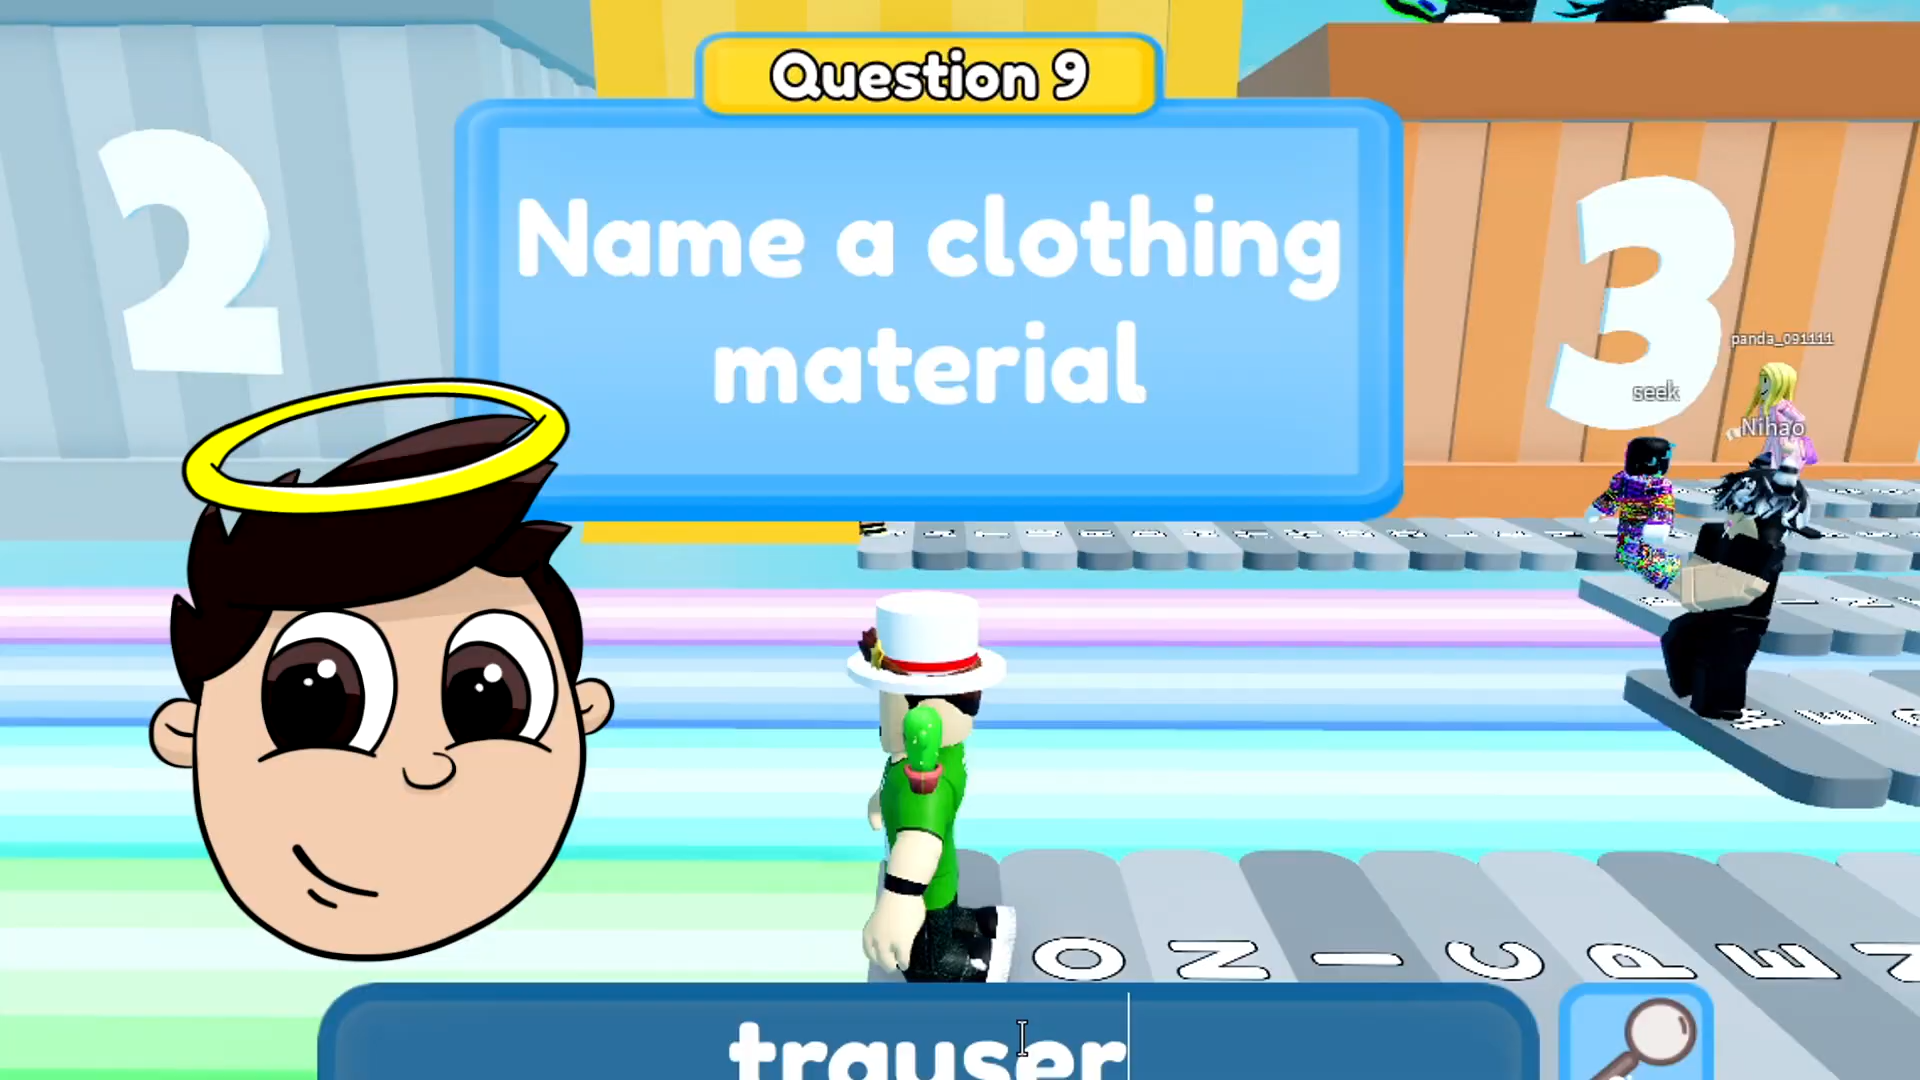 Question 9
2
Name a clothing
material
3
panda_091111
seek
Nihao
O N I C P E
trauser